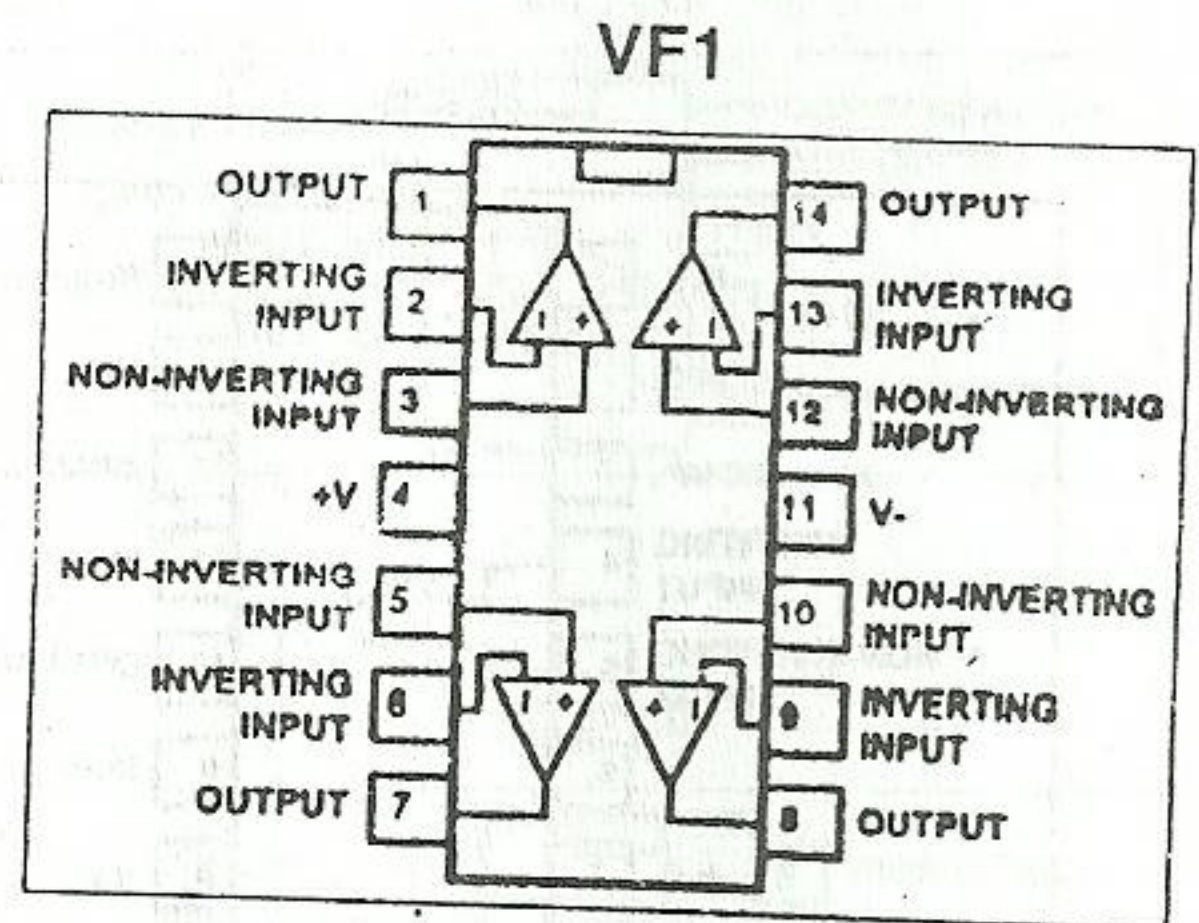 VF1
OUTPUT 1
INVERTING
INPUT 2
NON-INVERTING
INPUT 3
+V 4
NON-INVERTING
INPUT 5
INVERTING
INPUT 6
OUTPUT 7
14 OUTPUT
13 INVERTING
INPUT
12 NON-INVERTING
INPUT
11 V-
10 NON-INVERTING
INPUT
9 INVERTING
INPUT
8 OUTPUT
- +
+ -
- +
+ -